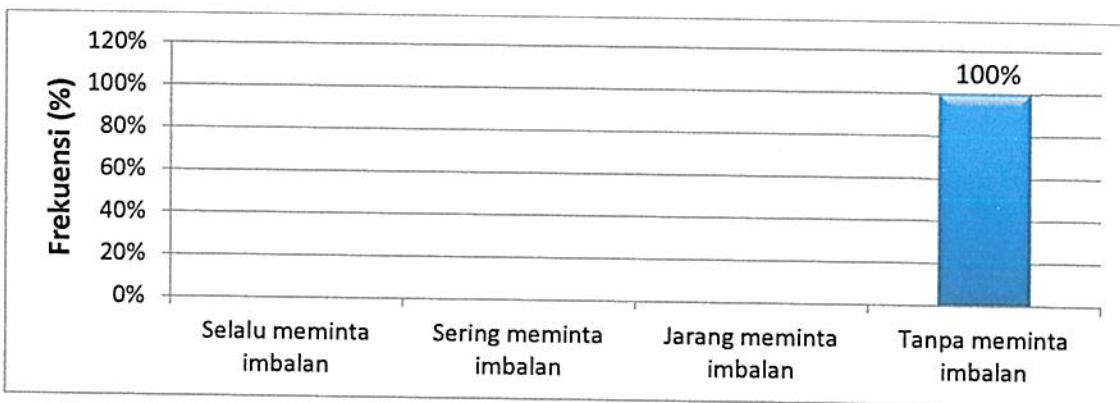 Frekuensi (%)
120%
100%
80%
60%
40%
20%
0%
100%
Selalu meminta
imbalan
Sering meminta
imbalan
Jarang meminta
imbalan
Tanpa meminta
imbalan